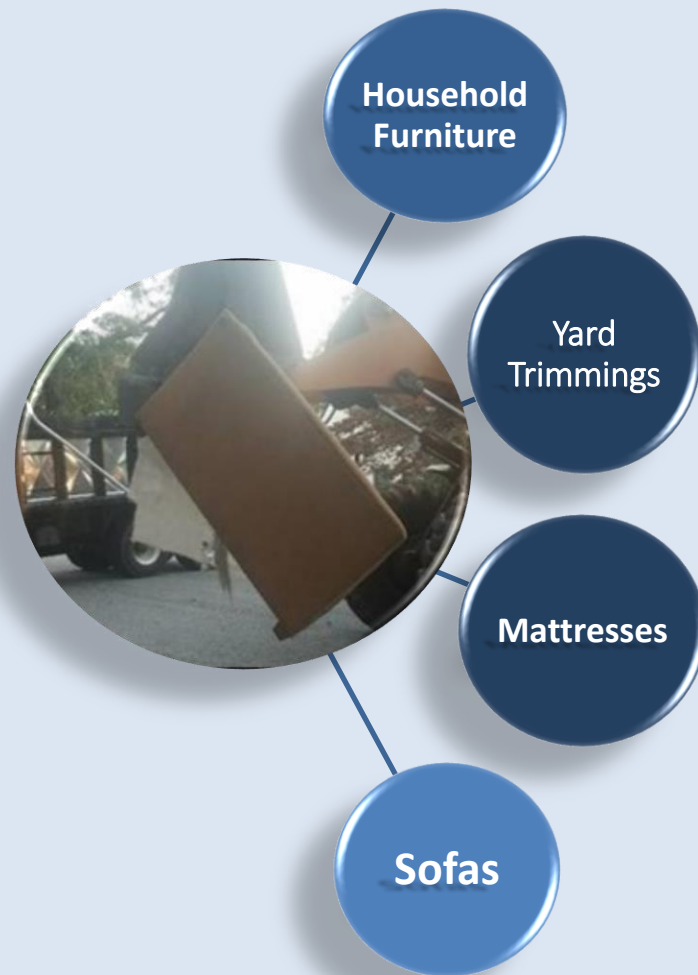 Household
Furniture
Yard
Trimmings
Mattresses
Sofas